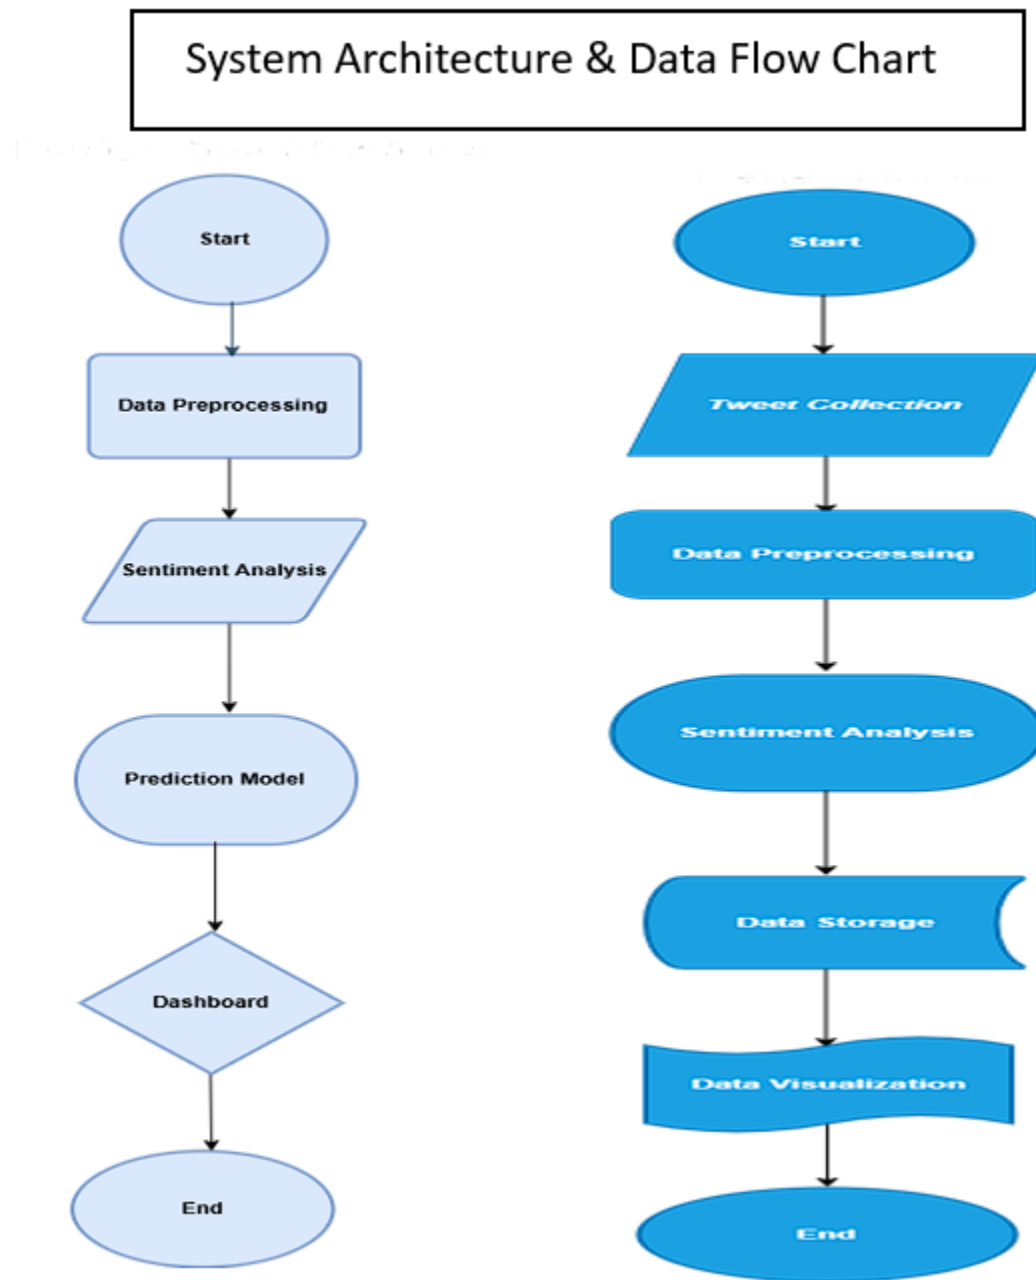 System Architecture & Data Flow Chart
Start
Data Preprocessing
Sentiment Analysis
Prediction Model
Dashboard
End
Start
Tweet Collection
Data Preprocessing
Sentiment Analysis
Data Storage
Data Visualization
End